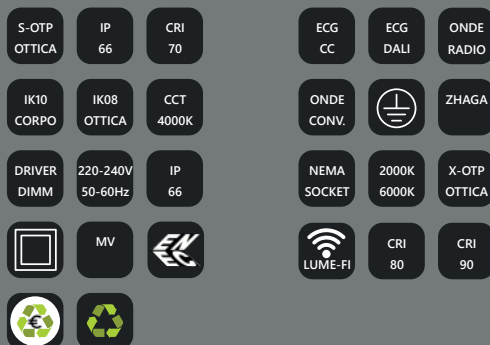 S-OTP
OTTICA
IP
66
CRI
70
ECG
CC
ECG
DALI
ONDE
RADIO
IK10
CORPO
IK08
OTTICA
CCT
4000K
ONDE
CONV.
ZHAGA
DRIVER
DIMM
220-240V
50-60Hz
IP
66
NEMA
SOCKET
2000K
6000K
X-OTP
OTTICA
MV
ENEC
LUME-FI
CRI
80
CRI
90
€